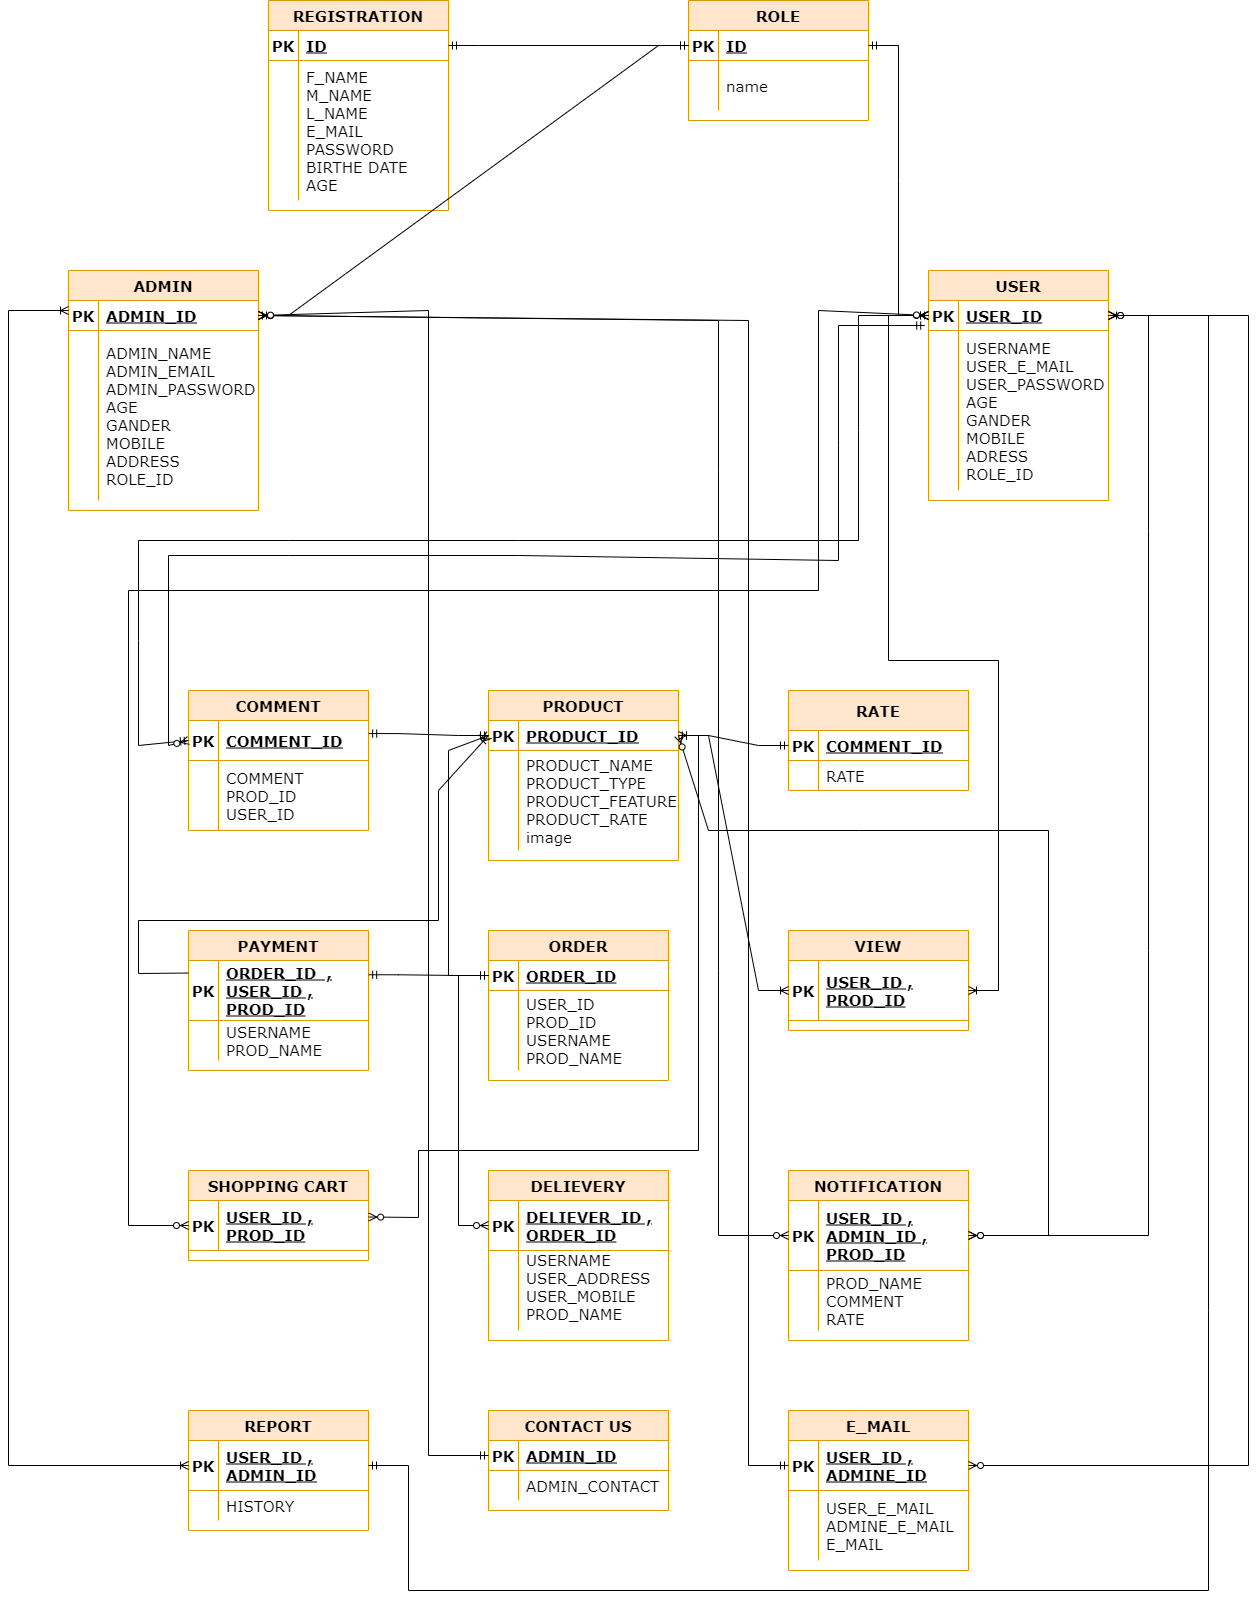 REGISTRATION
PK ID
F_NAME
M_NAME
L_NAME
E_MAIL
PASSWORD
BIRTHE DATE
AGE
ROLE
PK ID
name
ADMIN
PK ADMIN_ID
ADMIN_NAME
ADMIN_EMAIL
ADMIN_PASSWORD
AGE
GANDER
MOBILE
ADDRESS
ROLE_ID
USER
PK USER_ID
USERNAME
USER_E_MAIL
USER_PASSWORD
AGE
GANDER
MOBILE
ADRESS
ROLE_ID
COMMENT
PK COMMENT_ID
COMMENT
PROD_ID
USER_ID
PRODUCT
PK PRODUCT_ID
PRODUCT_NAME
PRODUCT_TYPE
PRODUCT_FEATURE
PRODUCT_RATE
image
RATE
PK COMMENT_ID
RATE
PAYMENT
PK ORDER_ID ,
USER_ID ,
PROD_ID
USERNAME
PROD_NAME
ORDER
PK ORDER_ID
USER_ID
PROD_ID
USERNAME
PROD_NAME
VIEW
PK USER_ID ,
PROD_ID
SHOPPING CART
PK USER_ID ,
PROD_ID
DELIEVERY
PK DELIEVER_ID ,
ORDER_ID
USERNAME
USER_ADDRESS
USER_MOBILE
PROD_NAME
NOTIFICATION
PK USER_ID ,
ADMIN_ID ,
PROD_ID
PROD_NAME
COMMENT
RATE
REPORT
PK USER_ID ,
ADMIN_ID
HISTORY
CONTACT US
PK ADMIN_ID
ADMIN_CONTACT
E_MAIL
PK USER_ID ,
ADMINE_ID
USER_E_MAIL
ADMINE_E_MAIL
E_MAIL